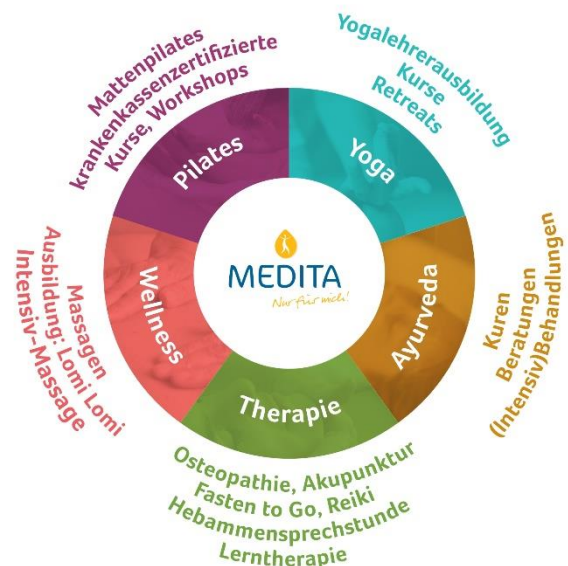 Mattenpilates
krankenkassenzertifizierte
Kurse, Workshops
Pilates
Yogalehrerausbildung
Kurse
Retreats
Yoga
Kuren
Beratungen
(Intensiv)Behandlungen
Ayurveda
Osteopathie, Akupunktur
Fasten to Go, Reiki
Hebammensprechstunde
Lerntherapie
Therapie
Massagen
Ausbildung: Lomi Lomi
Intensiv-Massage
Wellness
MEDITA
Nur für mich!